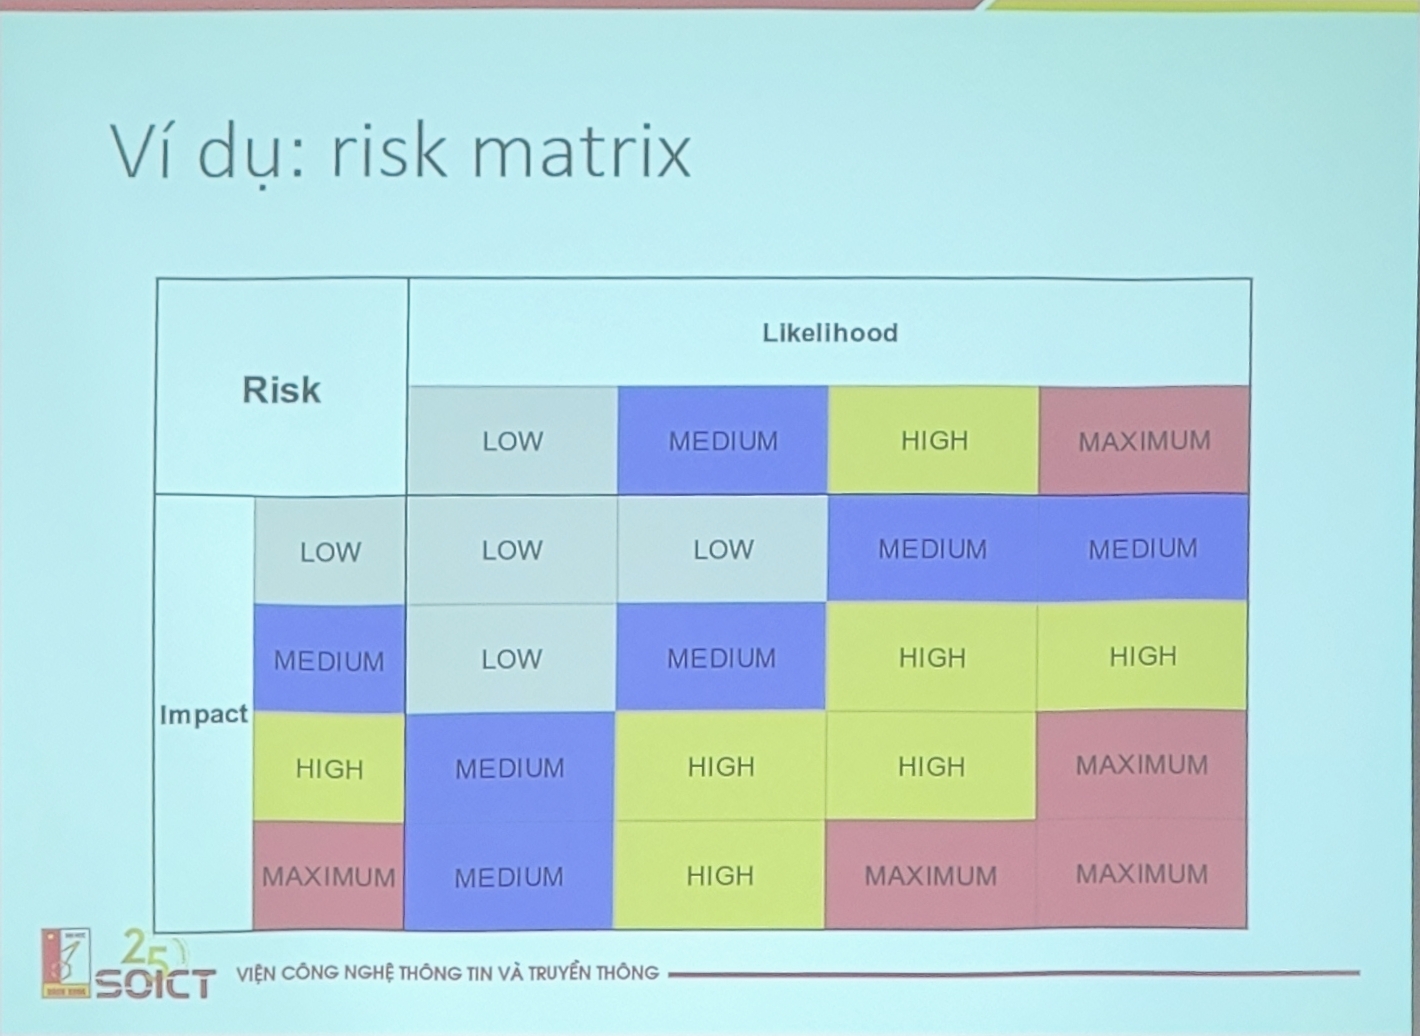 Ví dụ: risk matrix
Risk
Likelihood
LOW MEDIUM HIGH MAXIMUM
Impact
LOW LOW LOW MEDIUM MEDIUM
MEDIUM LOW MEDIUM HIGH HIGH
HIGH MEDIUM HIGH HIGH MAXIMUM
MAXIMUM MEDIUM HIGH MAXIMUM MAXIMUM
25
SOICT
VIỆN CÔNG NGHỆ THÔNG TIN VÀ TRUYỀN THÔNG